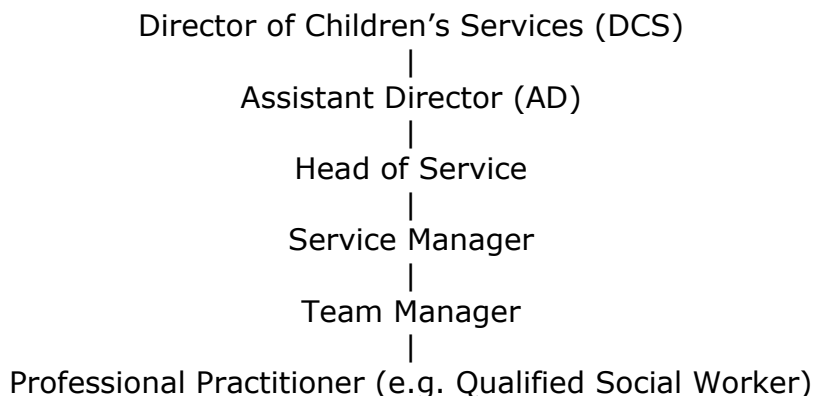 Director of Children’s Services (DCS)
|
Assistant Director (AD)
|
Head of Service
|
Service Manager
|
Team Manager
|
Professional Practitioner (e.g. Qualified Social Worker)